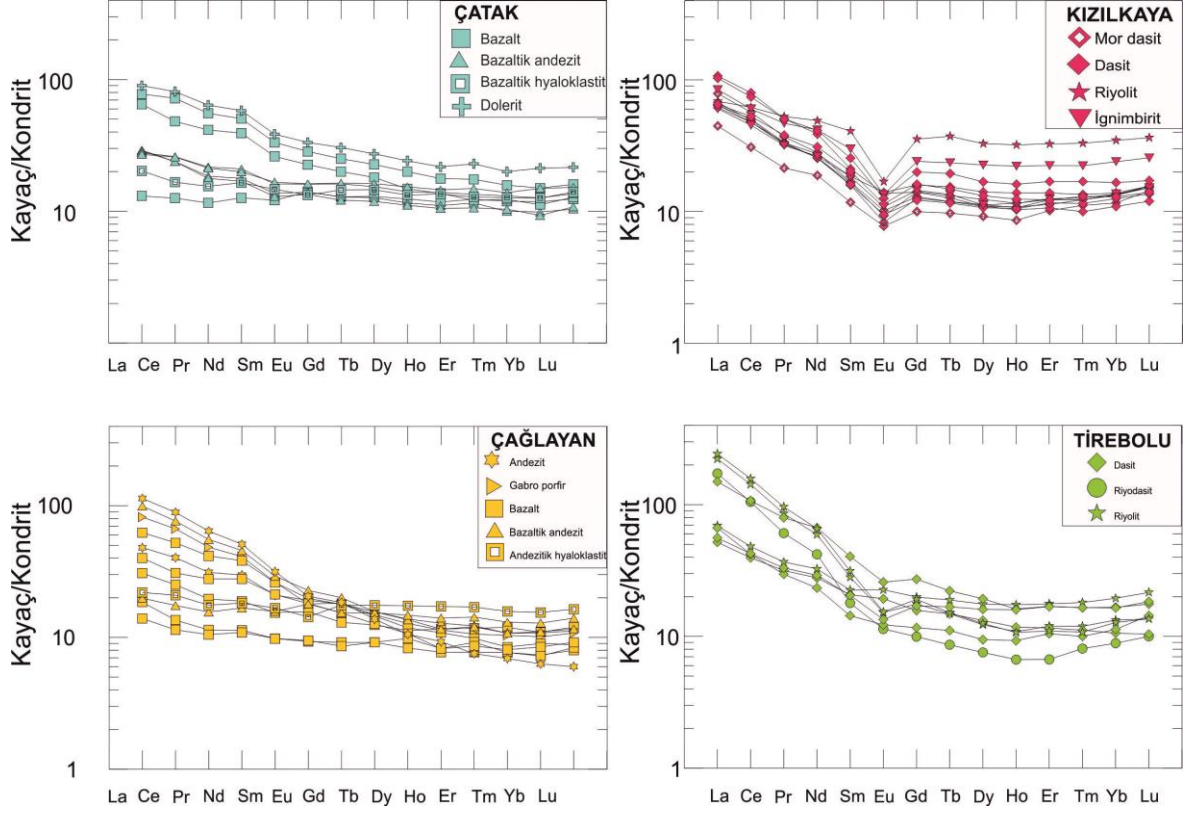 ÇATAK
Bazalt
Bazaltik andezit
Bazaltik hyaloklastit
Dolerit
Kayaç/Kondrit
100
10
La Ce Pr Nd Sm Eu Gd Tb Dy Ho Er Tm Yb Lu
KIZILKAYA
Mor dasit
Dasit
Riyolit
İgnimbirit
Kayaç/Kondrit
100
10
1
La Ce Pr Nd Sm Eu Gd Tb Dy Ho Er Tm Yb Lu
ÇAĞLAYAN
Andezit
Gabro porfir
Bazalt
Bazaltik andezit
Andezitik hyaloklastit
Kayaç/Kondrit
100
10
1
La Ce Pr Nd Sm Eu Gd Tb Dy Ho Er Tm Yb Lu
TİREBOLU
Dasit
Riyodasit
Riyolit
Kayaç/Kondrit
100
10
1
La Ce Pr Nd Sm Eu Gd Tb Dy Ho Er Tm Yb Lu